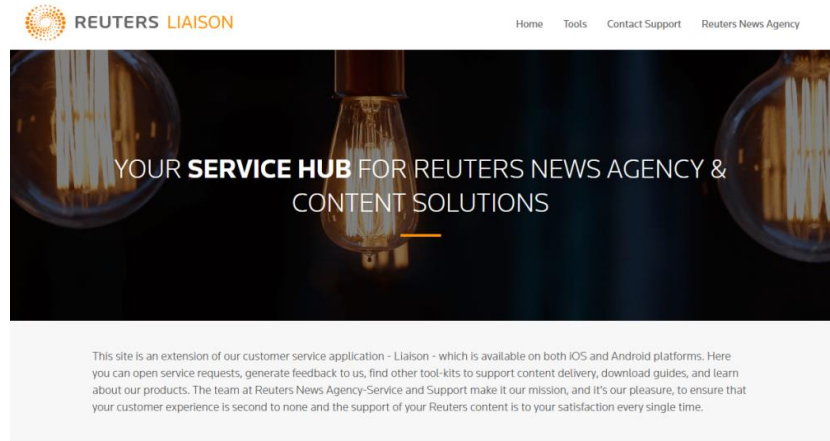 REUTERS LIAISON
Home Tools Contact Support Reuters News Agency
YOUR SERVICE HUB FOR REUTERS NEWS AGENCY &
CONTENT SOLUTIONS
This site is an extension of our customer service application - Liaison - which is available on both iOS and Android platforms. Here
you can open service requests, generate feedback to us, find other tool-kits to support content delivery, download guides, and learn
about our products. The team at Reuters News Agency-Service and Support make it our mission, and it's our pleasure, to ensure that
your customer experience is second to none and the support of your Reuters content is to your satisfaction every single time.